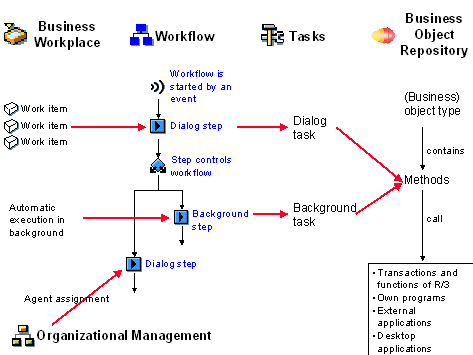 Business
Workplace
Workflow
Tasks
Business
Object
Repository
Workflow is
started by an
event
Work item
Work item
Work item
Dialog step
Dialog
task
(Business)
object type
contains
Step controls
workflow
Methods
Automatic
execution in
background
Background
step
Background
task
call
Dialog step
Agent assignment
• Transactions and
functions of R/3
• Own programs
• External
applications
• Desktop
applications
Organizational Management